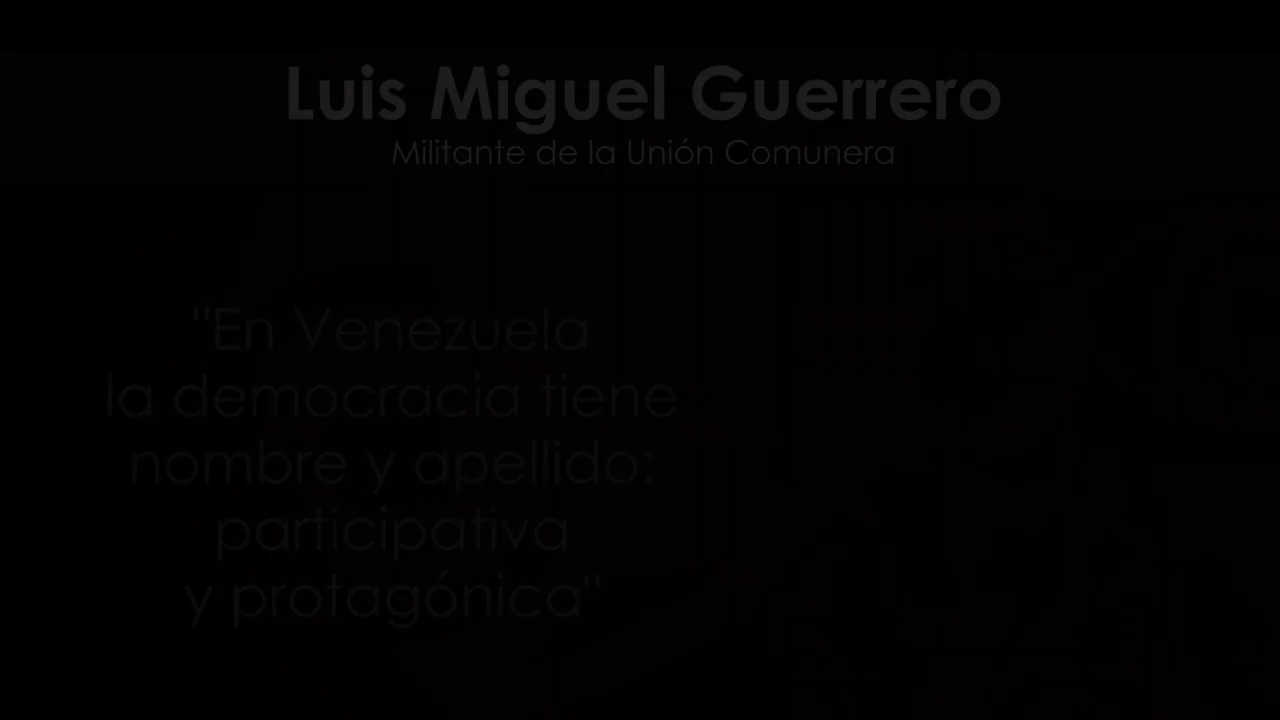 Luis Miguel Guerrero
Militante de la Unión Comunera
"En Venezuela
la democracia tiene
nombre y apellido:
participativa
y protagónica"